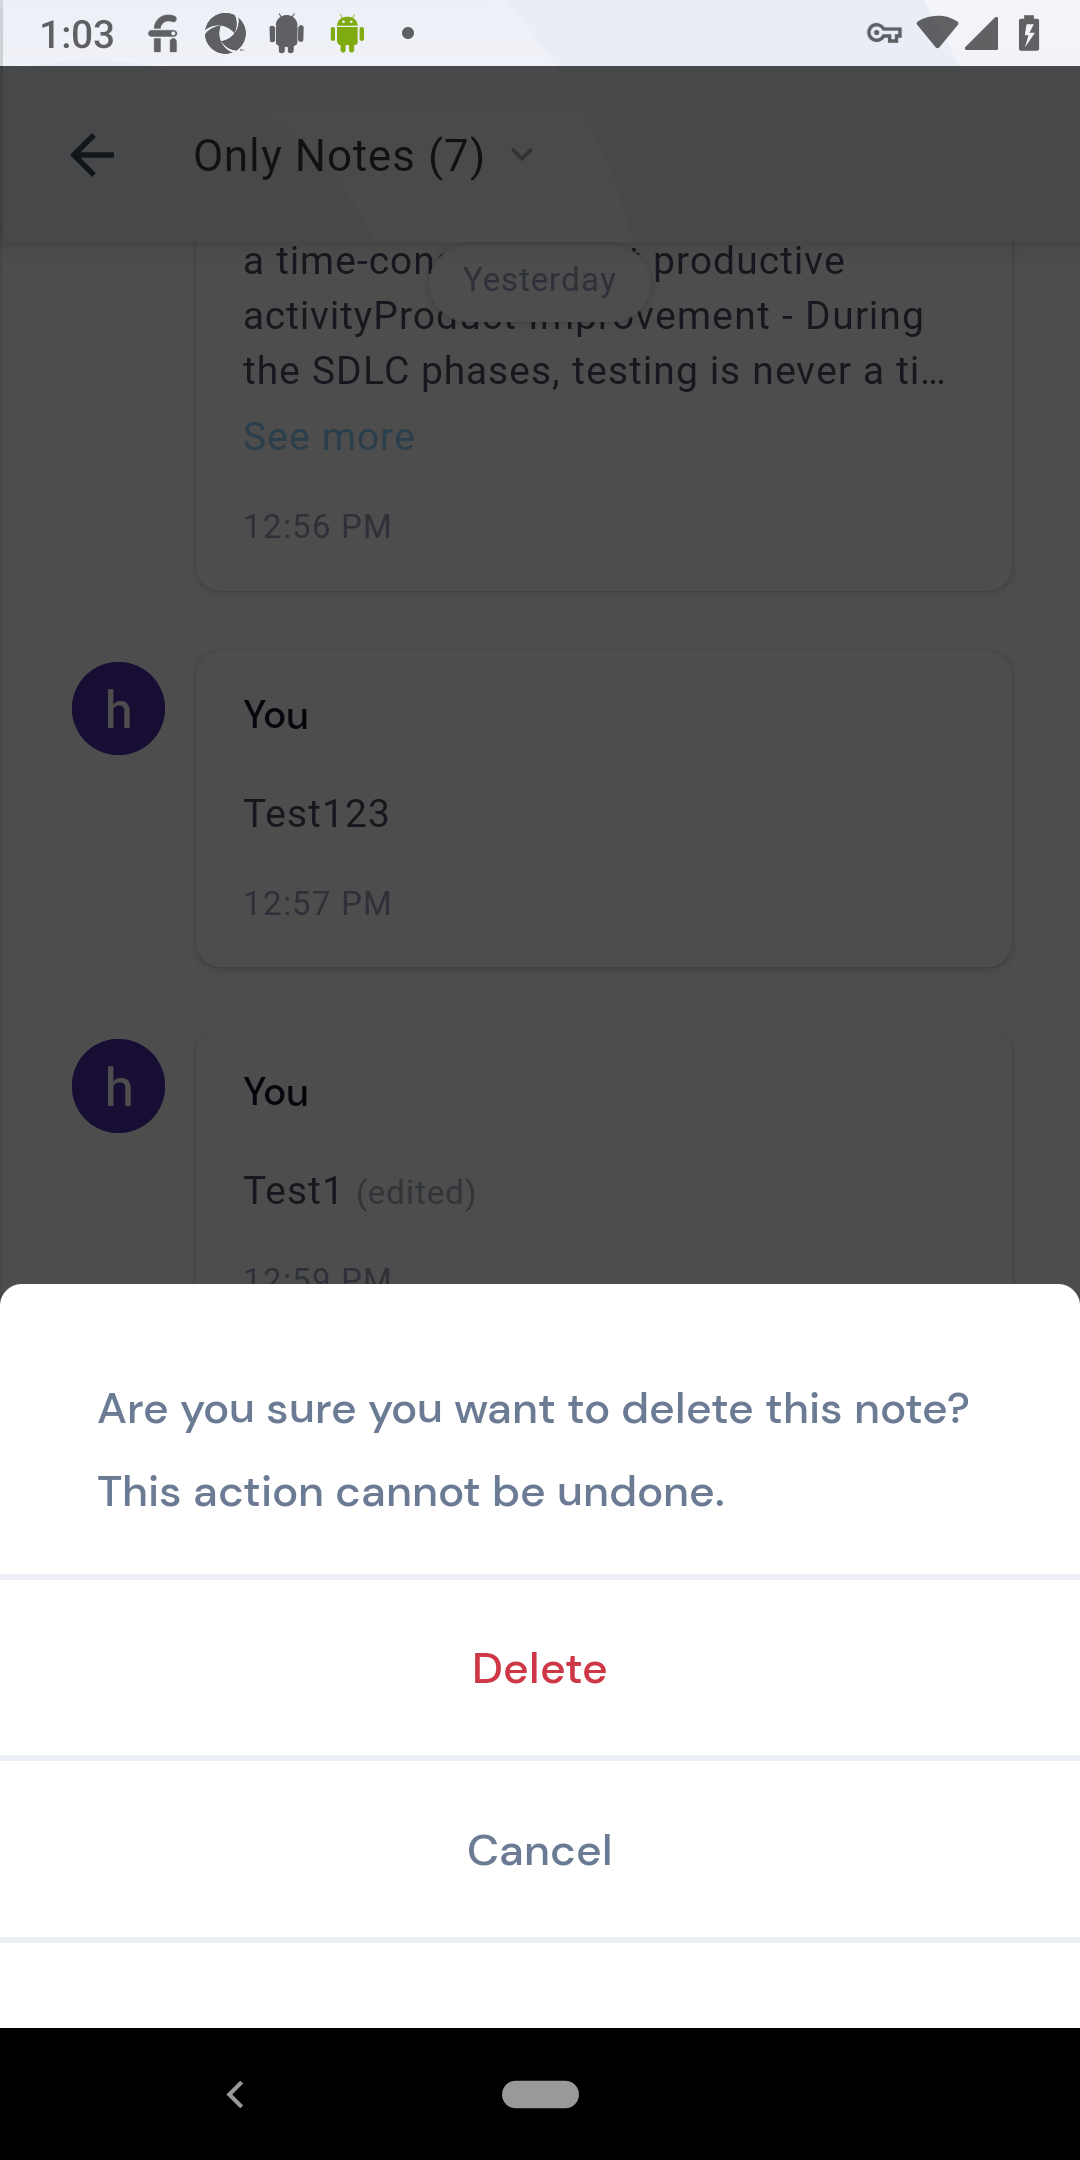 1:03
Only Notes (7)
a time-con productive
Yesterday
activityProduct Improvement - During
the SDLC phases, testing is never a ti…
See more
12:56 PM
h
You
Test123
12:57 PM
h
You
Test1 (edited)
12:59 PM
Are you sure you want to delete this note?
This action cannot be undone.
Delete
Cancel